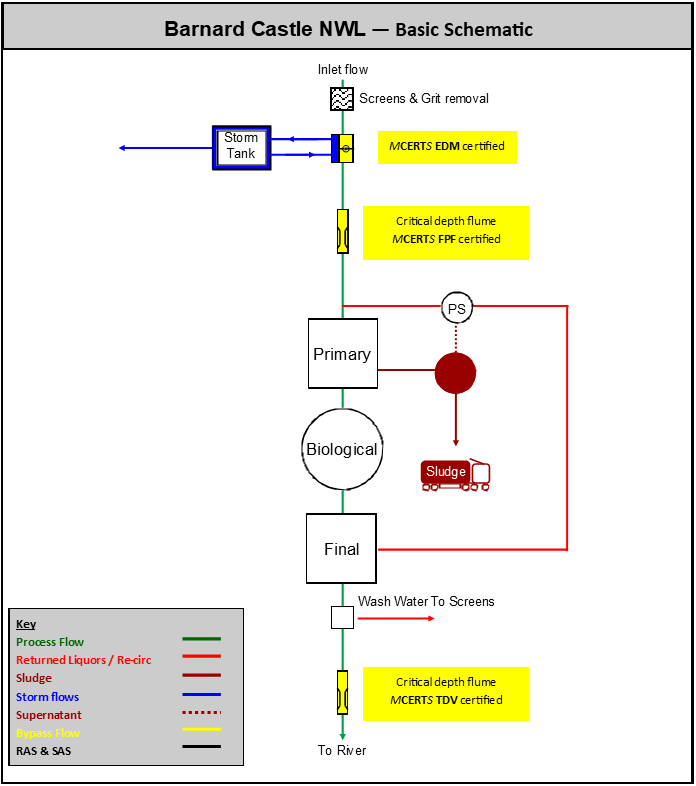 Barnard Castle NWL — Basic Schematic
Inlet flow
Screens & Grit removal
Storm
Tank
MCERTS EDM certified
Critical depth flume
MCERTS FPF certified
PS
Primary
Biological
Sludge
Final
Wash Water To Screens
Critical depth flume
MCERTS TDV certified
To River
Key
Process Flow
Returned Liquors / Re-circ
Sludge
Storm flows
Supernatant
Bypass Flow
RAS & SAS